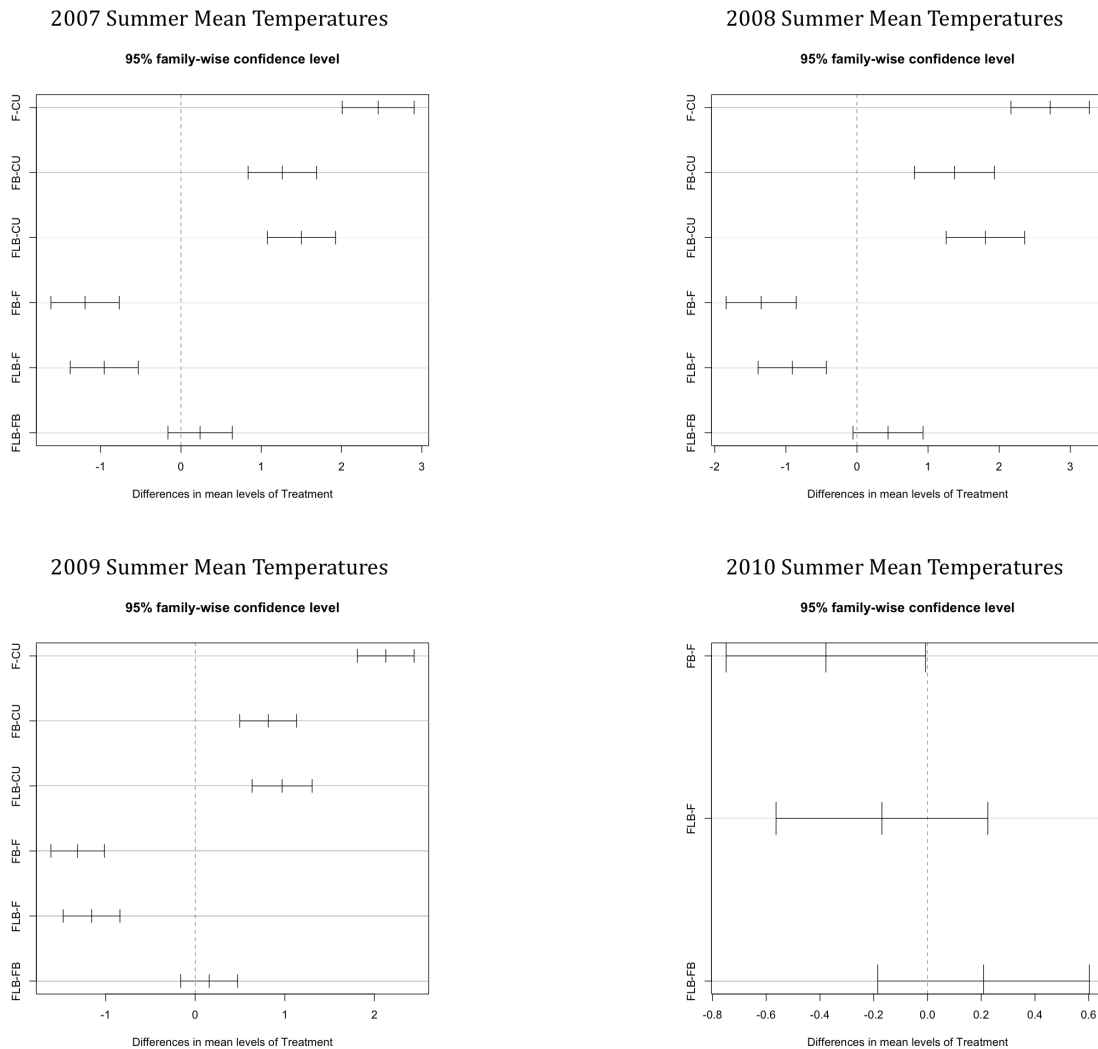 2007 Summer Mean Temperatures
95% family-wise confidence level
F-CU
FB-CU
FLB-CU
FB-F
FLB-F
FLB-FB
-1 0 1 2 3
Differences in mean levels of Treatment
2008 Summer Mean Temperatures
95% family-wise confidence level
F-CU
FB-CU
FLB-CU
FB-F
FLB-F
FLB-FB
-2 -1 0 1 2 3
Differences in mean levels of Treatment
2009 Summer Mean Temperatures
95% family-wise confidence level
F-CU
FB-CU
FLB-CU
FB-F
FLB-F
FLB-FB
-1 0 1 2
Differences in mean levels of Treatment
2010 Summer Mean Temperatures
95% family-wise confidence level
FB-F
FLB-F
FLB-FB
-0.8 -0.6 -0.4 -0.2 0.0 0.2 0.4 0.6
Differences in mean levels of Treatment